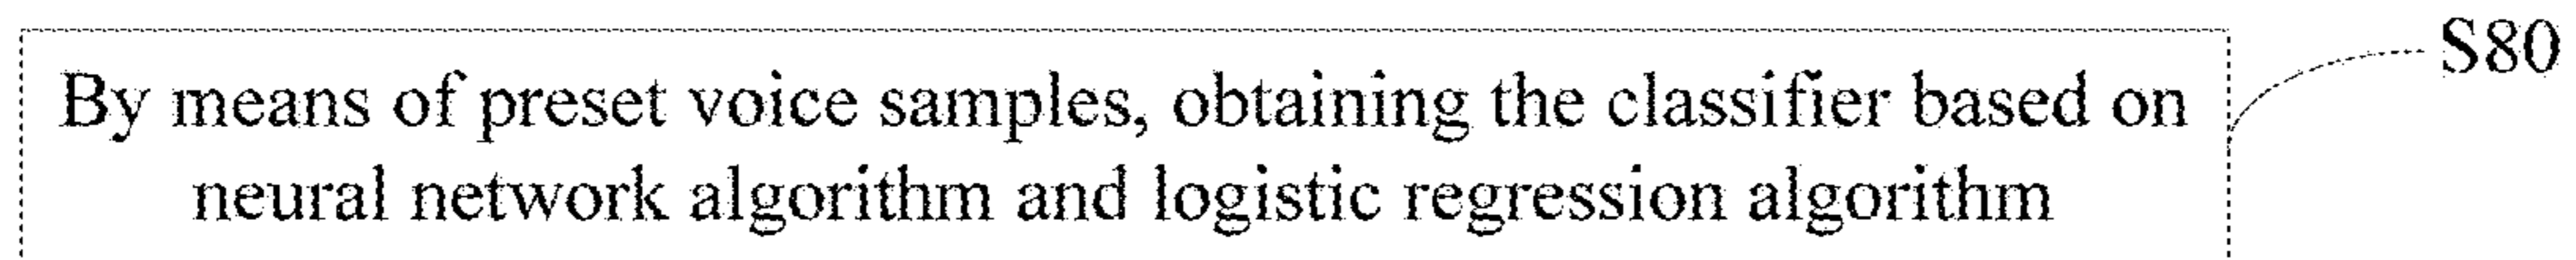 S80
By means of preset voice samples, obtaining the classifier based on
neural network algorithm and logistic regression algorithm